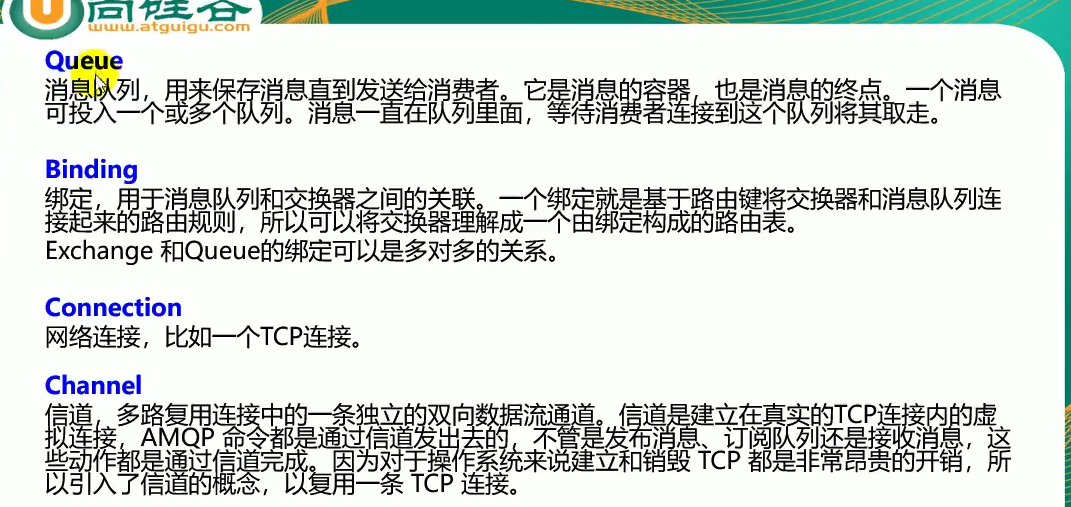 尚硅谷
www.atguigu.com
Queue
消息队列，用来保存消息直到发送给消费者。它是消息的容器，也是消息的终点。一个消息
可投入一个或多个队列。消息一直在队列里面，等待消费者连接到这个队列将其取走。
Binding
绑定，用于消息队列和交换器之间的关联。一个绑定就是基于路由键将交换器和消息队列连
接起来的路由规则，所以可以将交换器理解成一个由绑定构成的路由表。
Exchange 和Queue的绑定可以是多对多的关系。
Connection
网络连接，比如一个TCP连接。
Channel
信道，多路复用连接中的一条独立的双向数据流通道。信道是建立在真实的TCP连接内的虚
拟连接，AMQP 命令都是通过信道发出去的，不管是发布消息、订阅队列还是接收消息，这
些动作都是通过信道完成。因为对于操作系统来说建立和销毁 TCP 都是非常昂贵的开销，所
以引入了信道的概念，以复用一条 TCP 连接。